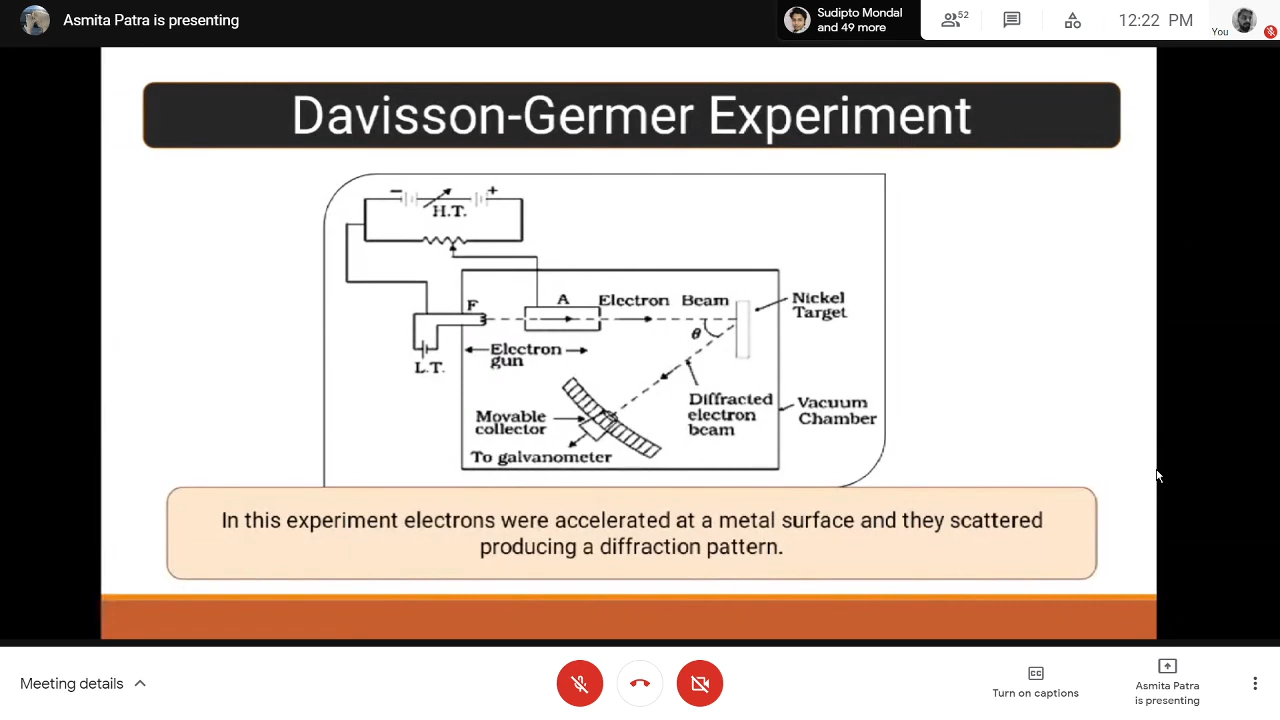 Asmita Patra is presenting
Sudipto Mondal
and 49 more
52
12:22 PM
You
Davisson-Germer Experiment
− +
H.T.
F
A
Electron Beam
Nickel
Target
θ
Electron
gun
L.T.
Diffracted
electron
beam
Vacuum
Chamber
Movable
collector
To galvanometer
In this experiment electrons were accelerated at a metal surface and they scattered
producing a diffraction pattern.
Meeting details
CC
Turn on captions
Asmita Patra
is presenting